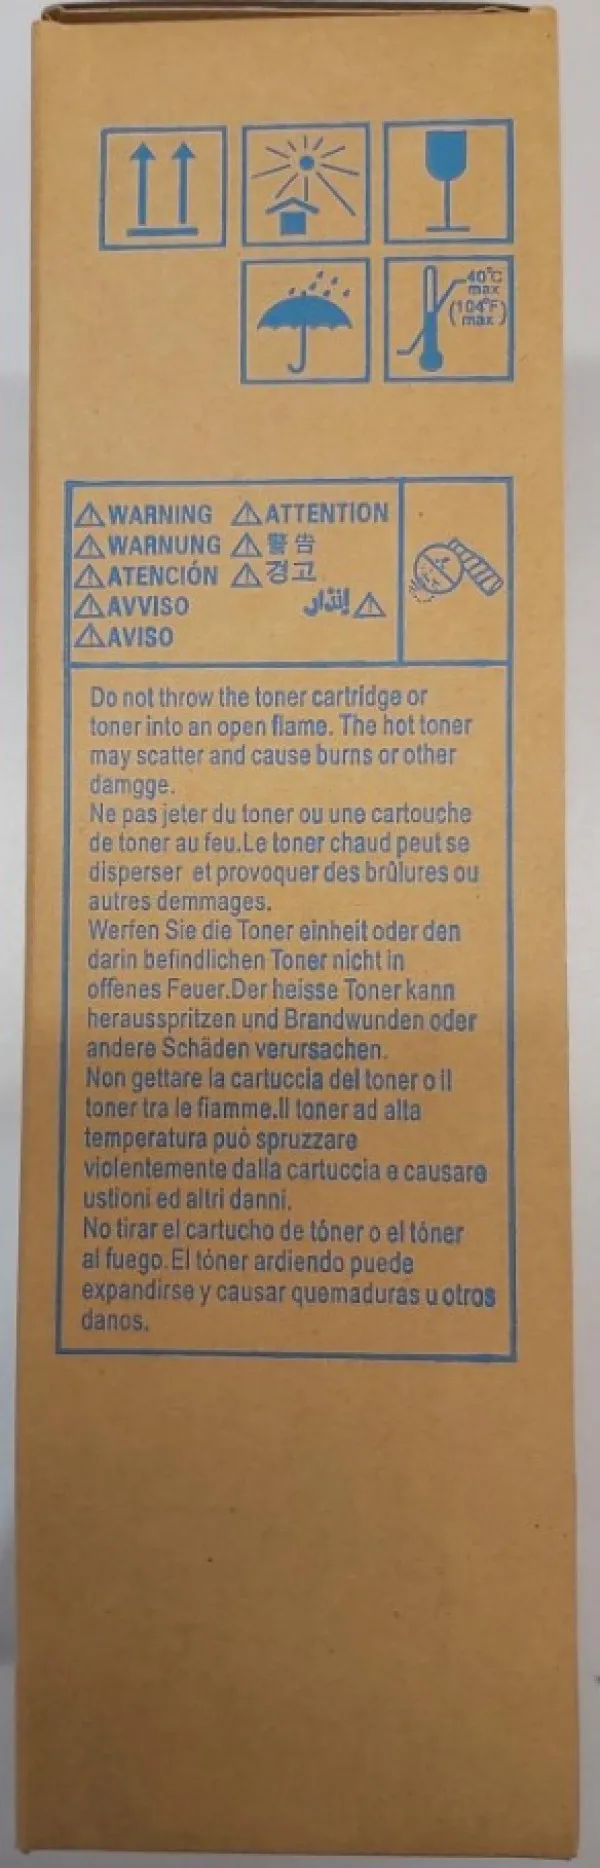 40°C
max
(104°F)
max
WARNING ATTENTION
WARNUNG 警告
ATENCIÓN 경고
AVVISO إنذار
AVISO
Do not throw the toner cartridge or
toner into an open flame. The hot toner
may scatter and cause burns or other
damgge.
Ne pas jeter du toner ou une cartouche
de toner au feu.Le toner chaud peut se
disperser et provoquer des brûlures ou
autres demmages.
Werfen Sie die Toner einheit oder den
darin befindlichen Toner nicht in
offenes Feuer.Der heisse Toner kann
herausspritzen und Brandwunden oder
andere Schäden verursachen.
Non gettare la cartuccia del toner o il
toner tra le fiamme.Il toner ad alta
temperatura puó spruzzare
violentemente dalla cartuccia e causare
ustioni ed altri danni.
No tirar el cartucho de tóner o el tóner
al fuego.El tóner ardiendo puede
expandirse y causar quemaduras u otros
danos.